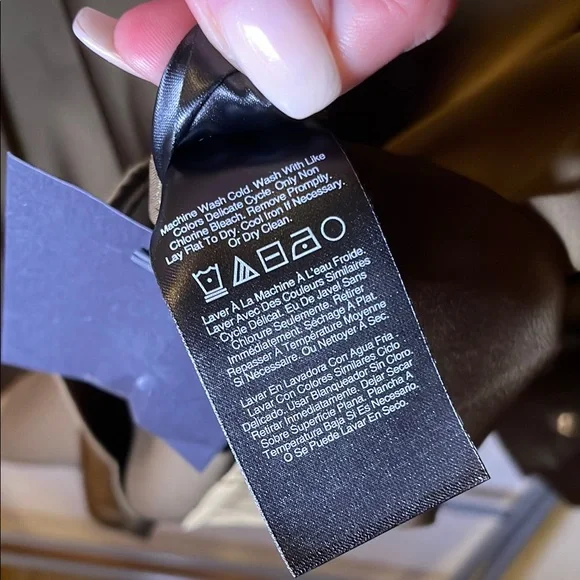 Machine Wash Cold. Wash With Like
Colors Delicate Cycle. Only Non
Chlorine Bleach. Remove Promptly.
Lay Flat To Dry. Cool Iron If Necessary.
Or Dry Clean.
Laver À La Machine À L'eau Froide.
Laver Avec Des Couleurs Similaires
Cycle Délicat. Eu De Javel Sans
Chlorure Seulement. Retirer
Immédiatement. Séchage À Plat.
Repasser À Température Moyenne
Si Nécessaire. Ou Nettoyer À Sec.
Lavar En Lavadora Con Agua Fria
Lavar Con Colores Similares Ciclo
Delicado. Usar Blanqueador Sin Cloro.
Retirar Immediatamente. Dejar Secar
Sobre Superficie Plana. Plancha A
Temperatura Baja Si Es Necesario.
O Se Puede Lavar En Seco.